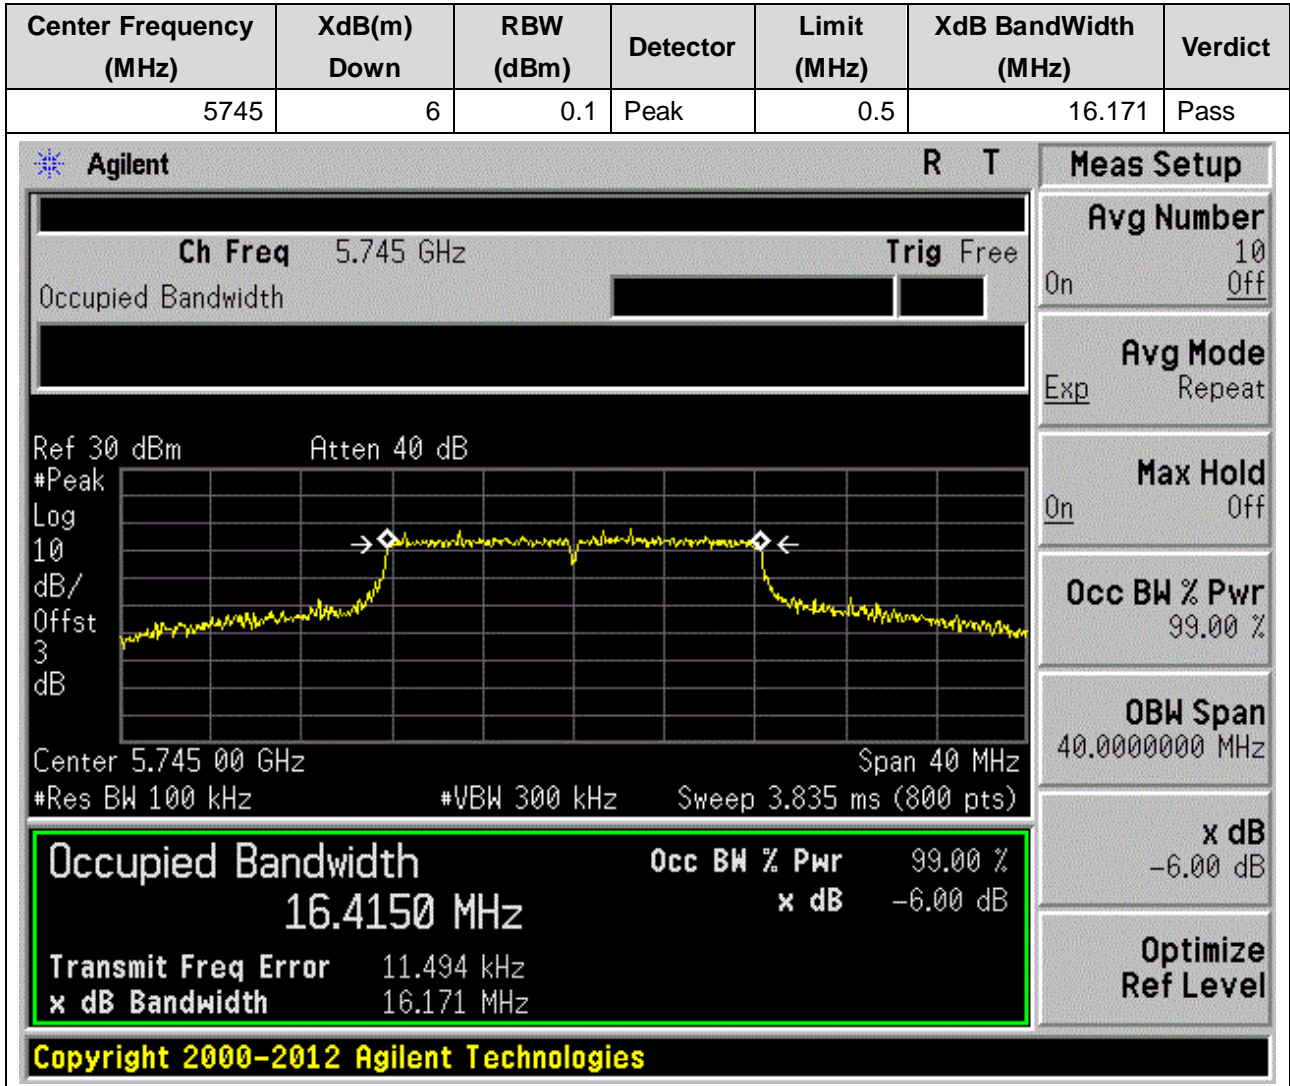 Center Frequency (MHz) XdB(m) Down RBW (dBm) Detector Limit (MHz) XdB BandWidth (MHz) Verdict
5745 6 0.1 Peak 0.5 16.171 Pass
Agilent R T
Ch Freq 5.745 GHz Trig Free
Occupied Bandwidth
Ref 30 dBm Atten 40 dB
#Peak
Log
10
dB/
Offst
3
dB
Center 5.745 00 GHz Span 40 MHz
#Res BW 100 kHz #VBW 300 kHz Sweep 3.835 ms (800 pts)
Occupied Bandwidth Occ BW % Pwr 99.00 %
16.4150 MHz x dB -6.00 dB
Transmit Freq Error 11.494 kHz
x dB Bandwidth 16.171 MHz
Copyright 2000-2012 Agilent Technologies
Meas Setup
Avg Number
10
On Off
Avg Mode
Exp Repeat
Max Hold
On Off
Occ BW % Pwr
99.00 %
OBW Span
40.0000000 MHz
x dB
-6.00 dB
Optimize
Ref Level